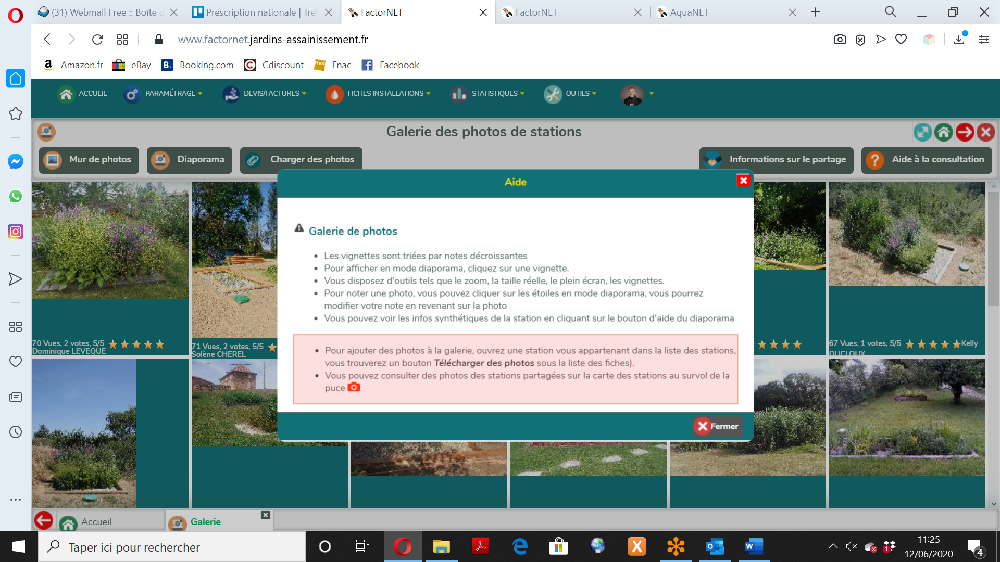 (31) Webmail Free :: Boîte d
Prescription nationale | Trel
FactorNET
FactorNET
AquaNET
www.factornet.jardins-assainissement.fr
Amazon.fr
eBay
Booking.com
Cdiscount
Fnac
Facebook
ACCUEIL
PARAMÉTRAGE
DEVIS/FACTURES
FICHES INSTALLATIONS
STATISTIQUES
OUTILS
Galerie des photos de stations
Mur de photos
Diaporama
Charger des photos
Informations sur le partage
Aide à la consultation
Aide
Galerie de photos
• Les vignettes sont triées par notes décroissantes
• Pour afficher en mode diaporama, cliquez sur une vignette.
• Vous disposez d'outils tels que le zoom, la taille réelle, le plein écran, les vignettes.
• Pour noter une photo, vous pouvez cliquer sur les étoiles en mode diaporama, vous pourrez
modifier votre note en revenant sur la photo
• Vous pouvez voir les infos synthétiques de la station en cliquant sur le bouton d'aide du diaporama
• Pour ajouter des photos à la galerie, ouvrez une station vous appartenant dans la liste des stations,
vous trouverez un bouton Télécharger des photos sous la liste des fiches).
• Vous pouvez consulter des photos des stations partagées sur la carte des stations au survol de la
puce
Fermer
70 Vues, 2 votes, 5/5
Dominique LEVEQUE
71 Vues, 2 votes, 5/5
Solène CHEREL
67 Vues, 1 votes, 5/5 Kelly
DUCLOUX
Accueil
Galerie
Taper ici pour rechercher
11:25
12/06/2020
4